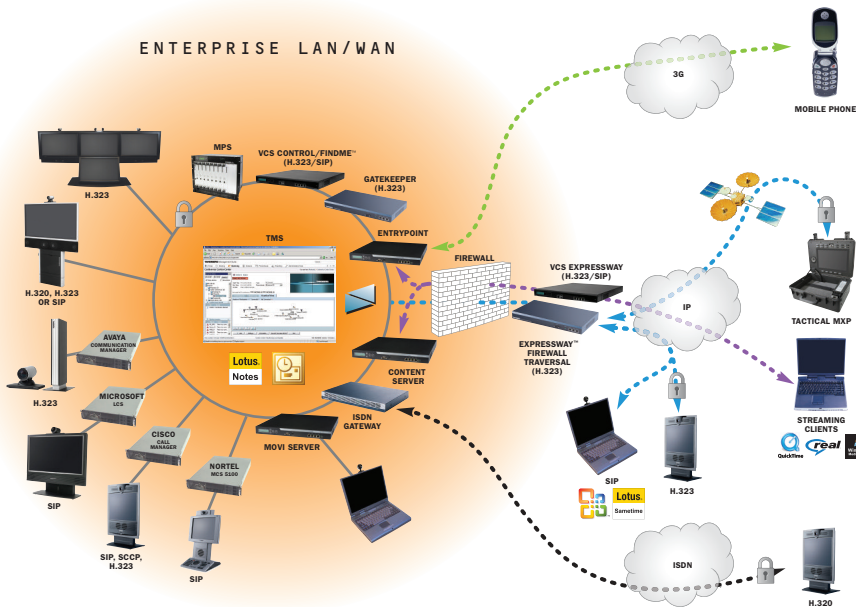 ENTERPRISE LAN/WAN
3G
MOBILE PHONE
MPS
VCS CONTROL/FINDME™
(H.323/SIP)
GATEKEEPER
(H.323)
H.323
ENTRYPOINT
TMS
FIREWALL
VCS EXPRESSWAY
(H.323/SIP)
H.320, H.323
OR SIP
IP
TACTICAL MXP
AVAYA
COMMUNICATION
MANAGER
EXPRESSWAY™
FIREWALL
TRAVERSAL
(H.323)
Lotus.
Notes
CONTENT
SERVER
H.323
MICROSOFT
LCS
ISDN
GATEWAY
MOVI SERVER
STREAMING
CLIENTS
QuickTime
real
CISCO
CALL
MANAGER
NORTEL
MCS 5100
SIP
SIP
H.323
Lotus.
Sametime
SIP, SCCP,
H.323
SIP
ISDN
H.320